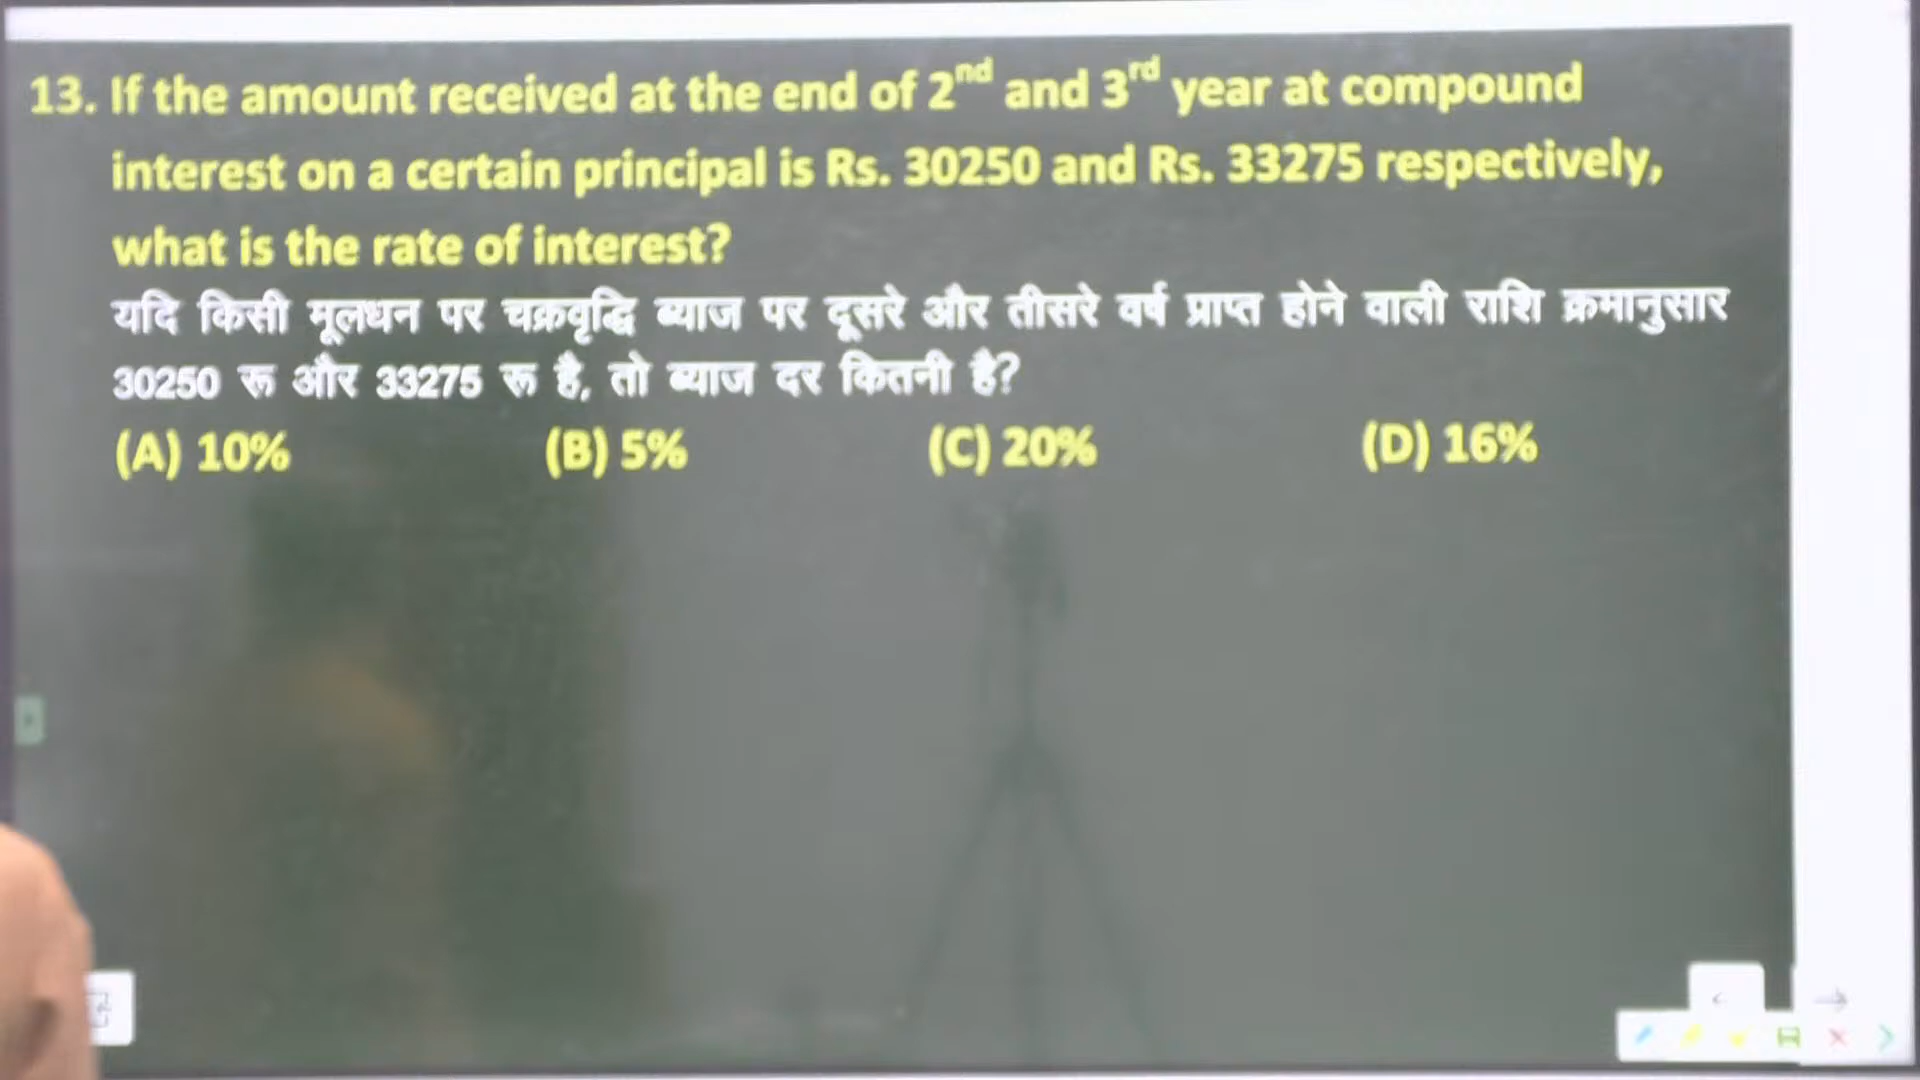 13. If the amount received at the end of 2nd and 3rd year at compound
interest on a certain principal is Rs. 30250 and Rs. 33275 respectively,
what is the rate of interest?
यदि किसी मूलधन पर चक्रवृद्धि ब्याज पर दूसरे और तीसरे वर्ष प्राप्त होने वाली राशि क्रमानुसार
30250 रू और 33275 रू है, तो ब्याज दर कितनी है?
(A) 10% (B) 5% (C) 20% (D) 16%